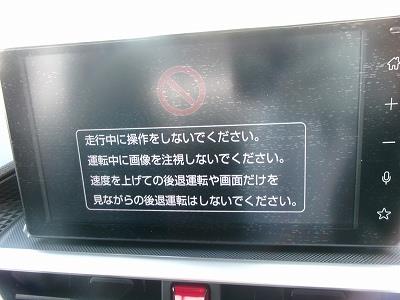 走行中に操作をしないでください。
運転中に画像を注視しないでください。
速度を上げての後退運転や画面だけを
見ながらの後退運転はしないでください。